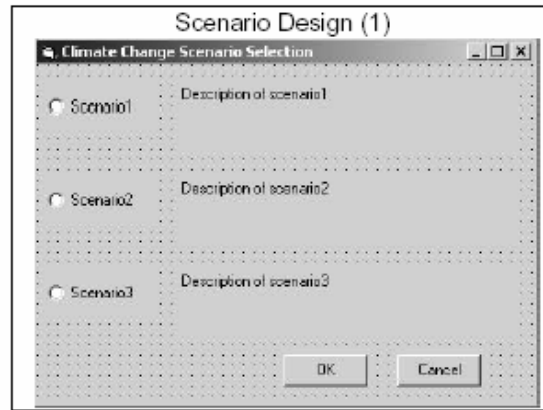 Scenario Design (1)
Climate Change Scenario Selection
Scenario1
Description of scenario1
Scenario2
Description of scenario2
Scenario3
Description of scenario3
OK
Cancel